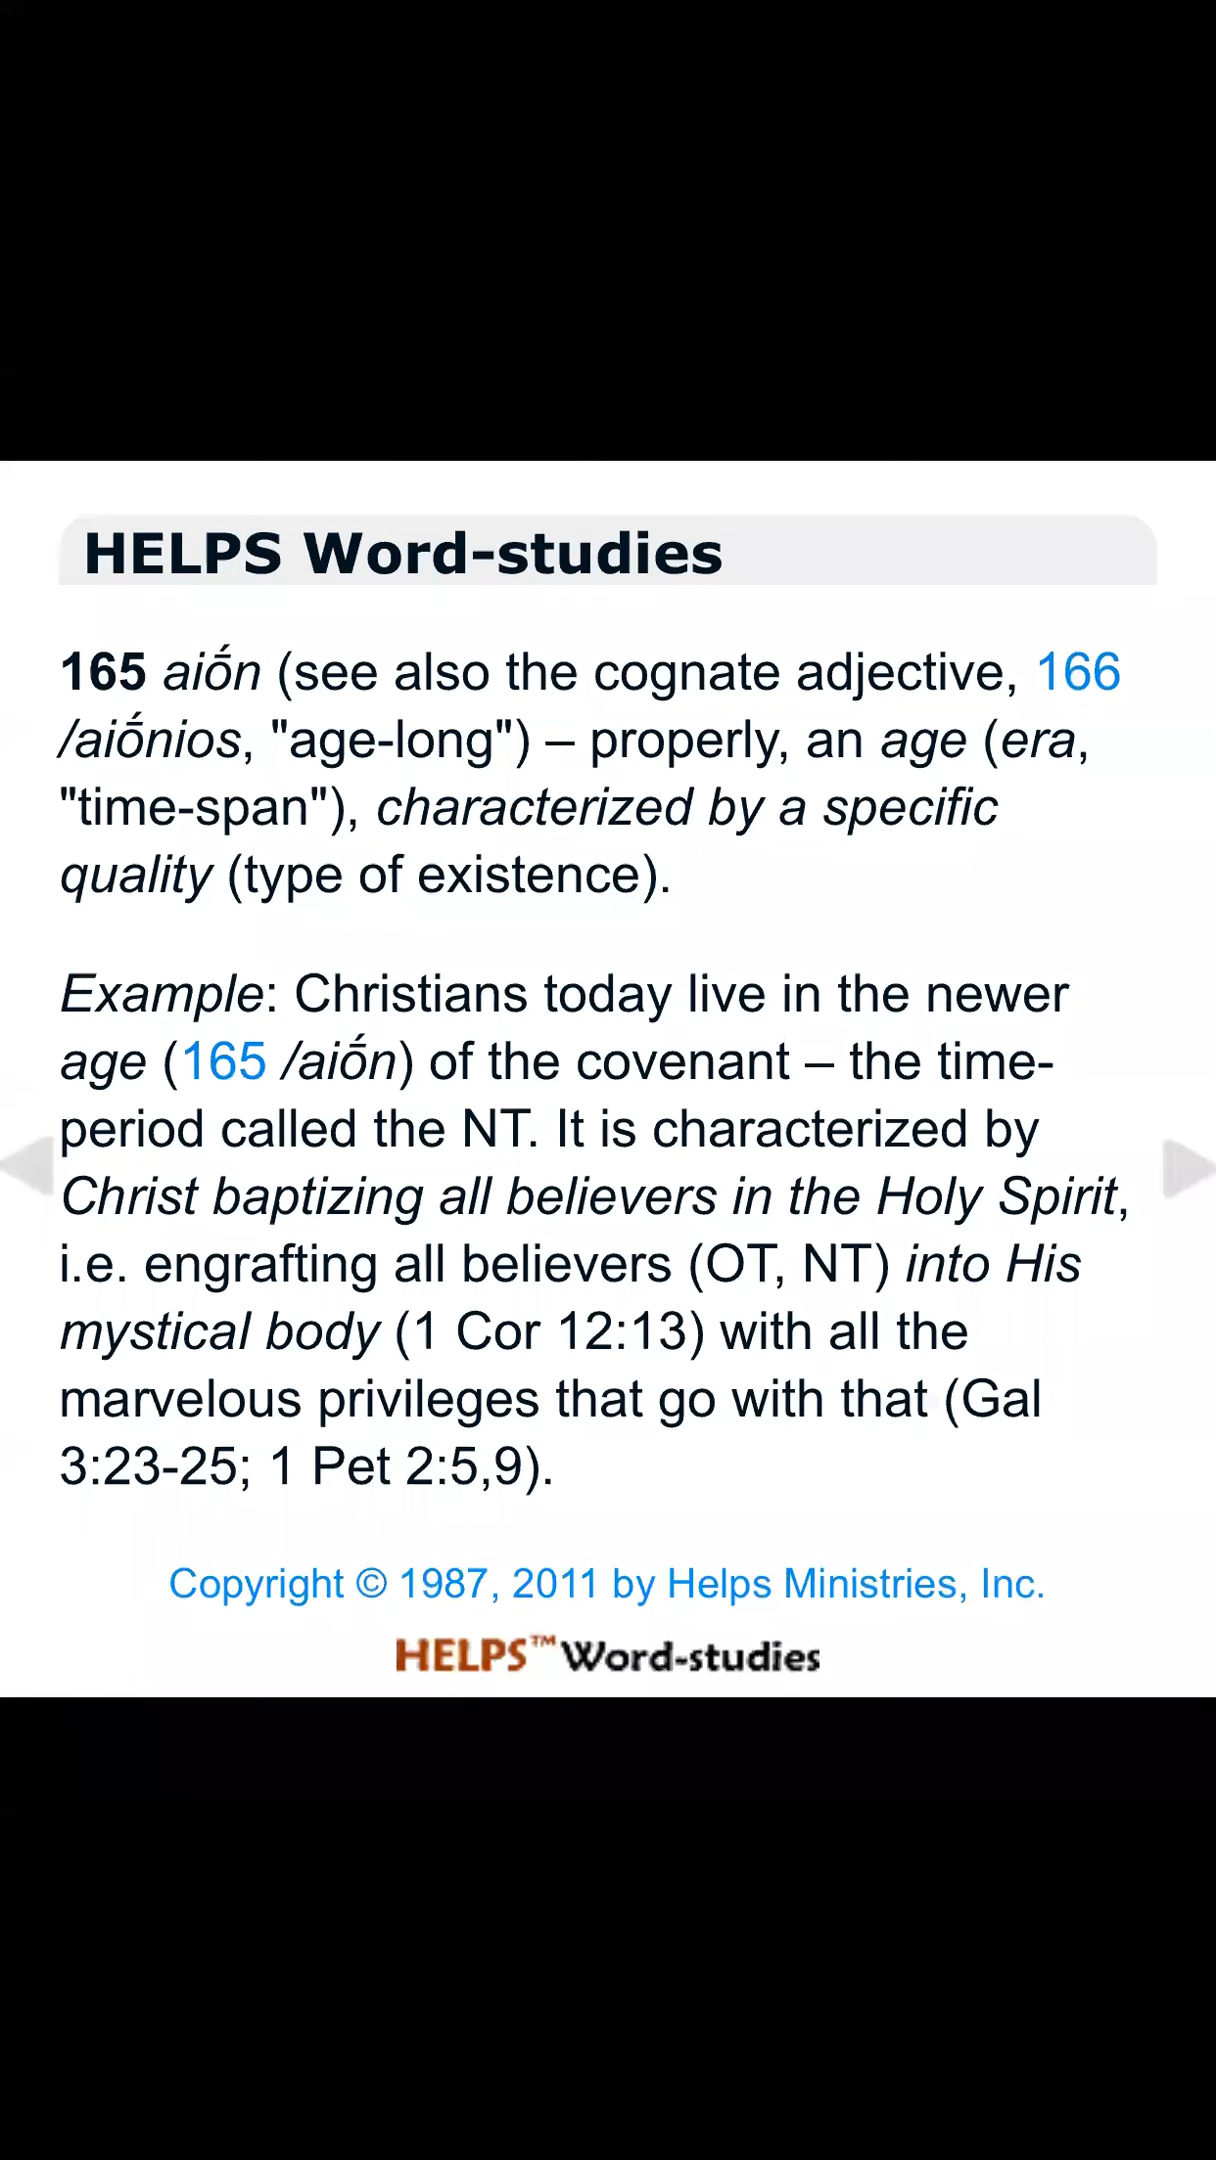 HELPS Word-studies
165 aiṓn (see also the cognate adjective, 166
/aiṓnios, "age-long") – properly, an age (era,
"time-span"), characterized by a specific
quality (type of existence).
Example: Christians today live in the newer
age (165 /aiṓn) of the covenant – the time-
period called the NT. It is characterized by
Christ baptizing all believers in the Holy Spirit,
i.e. engrafting all believers (OT, NT) into His
mystical body (1 Cor 12:13) with all the
marvelous privileges that go with that (Gal
3:23-25; 1 Pet 2:5,9).
Copyright © 1987, 2011 by Helps Ministries, Inc.
HELPS™ Word-studies